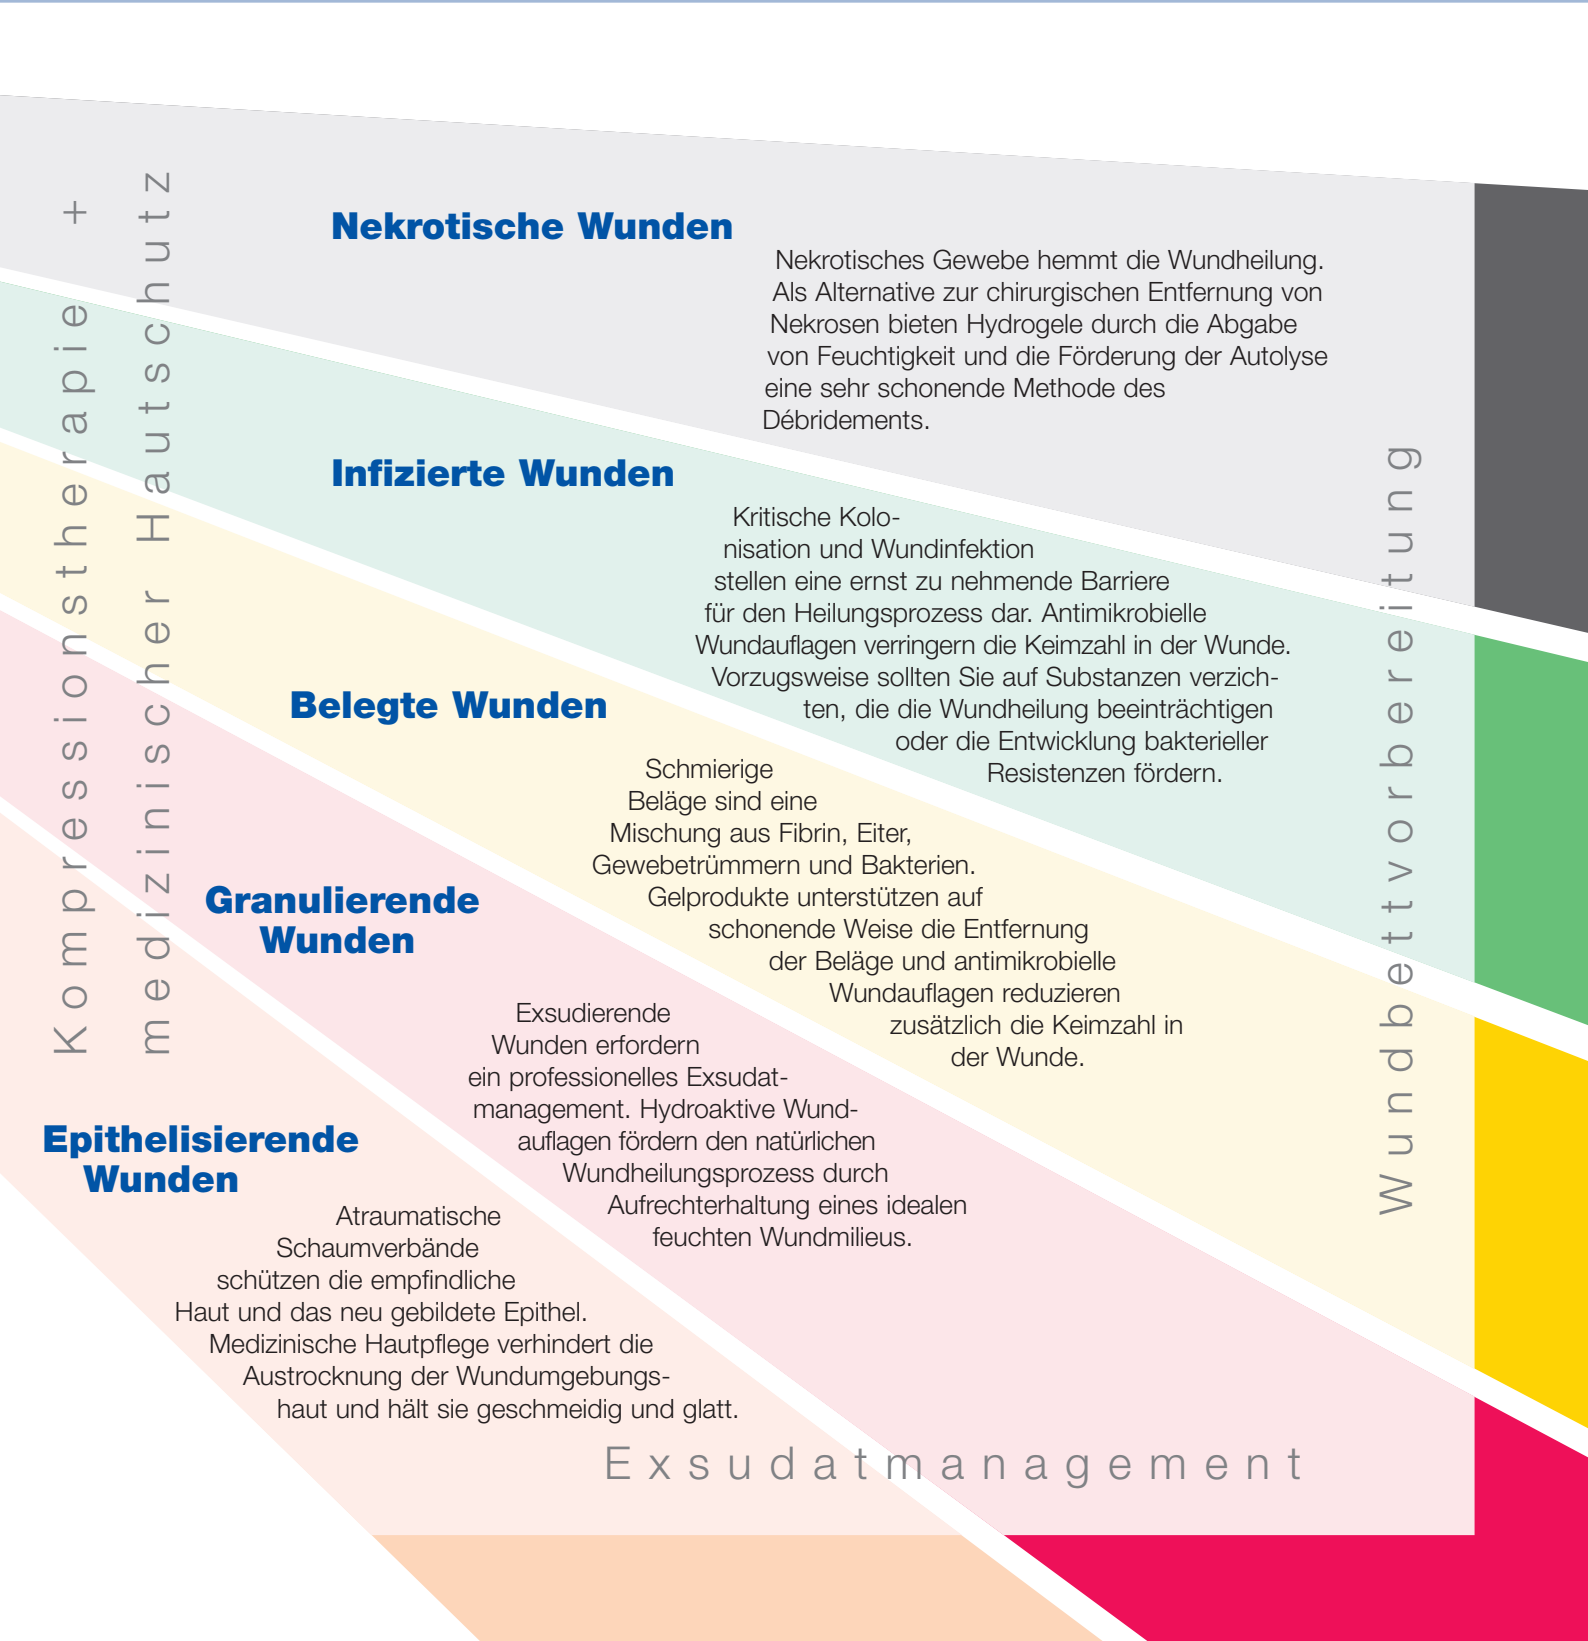 Kompressionstherapie +
medizinischer Hautschutz
Nekrotische Wunden
Nekrotisches Gewebe hemmt die Wundheilung.
Als Alternative zur chirurgischen Entfernung von
Nekrosen bieten Hydrogele durch die Abgabe
von Feuchtigkeit und die Förderung der Autolyse
eine sehr schonende Methode des
Débridements.
Infizierte Wunden
Kritische Kolo-
nisation und Wundinfektion
stellen eine ernst zu nehmende Barriere
für den Heilungsprozess dar. Antimikrobielle
Wundauflagen verringern die Keimzahl in der Wunde.
Vorzugsweise sollten Sie auf Substanzen verzich-
ten, die die Wundheilung beeinträchtigen
oder die Entwicklung bakterieller
Resistenzen fördern.
Belegte Wunden
Schmierige
Beläge sind eine
Mischung aus Fibrin, Eiter,
Gewebetrümmern und Bakterien.
Gelprodukte unterstützen auf
schonende Weise die Entfernung
der Beläge und antimikrobielle
Wundauflagen reduzieren
zusätzlich die Keimzahl in
der Wunde.
Granulierende
Wunden
Exsudierende
Wunden erfordern
ein professionelles Exsudat-
management. Hydroaktive Wund-
auflagen fördern den natürlichen
Wundheilungsprozess durch
Aufrechterhaltung eines idealen
feuchten Wundmilieus.
Epithelisierende
Wunden
Atraumatische
Schaumverbände
schützen die empfindliche
Haut und das neu gebildete Epithel.
Medizinische Hautpflege verhindert die
Austrocknung der Wundumgebungs-
haut und hält sie geschmeidig und glatt.
Wundbettvorbereitung
Exsudatmanagement